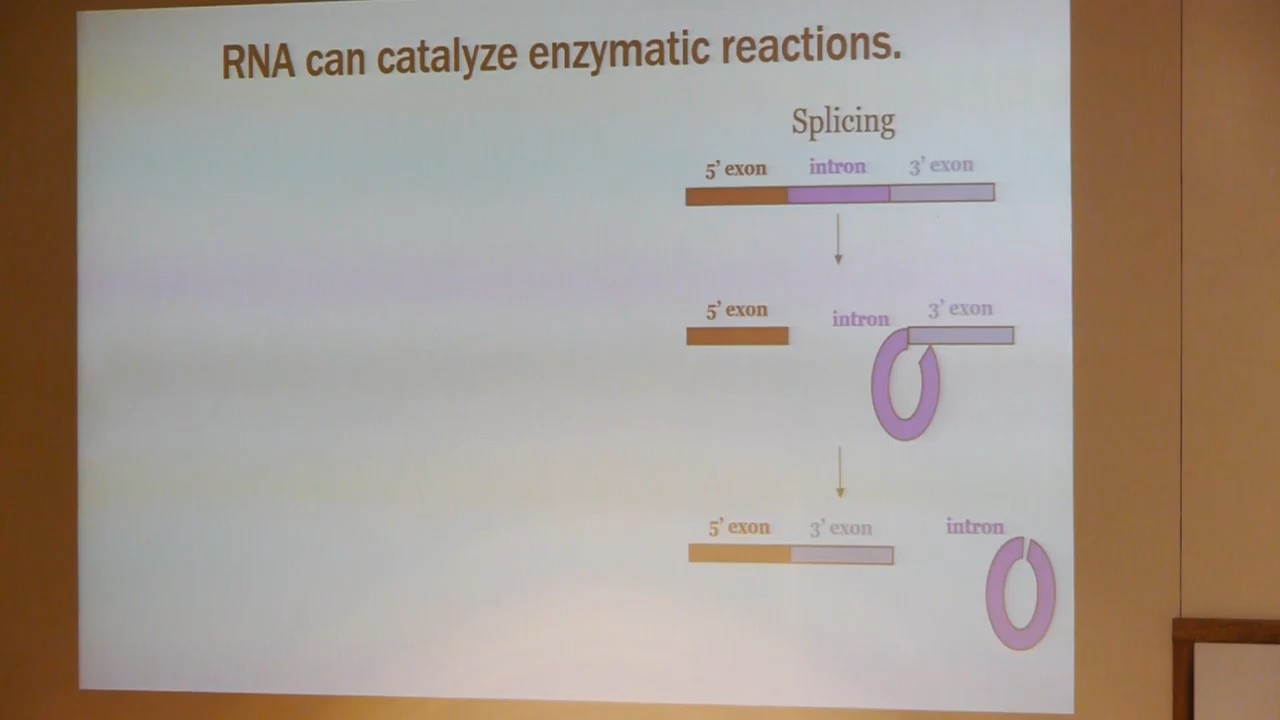 RNA can catalyze enzymatic reactions.
Splicing
5’ exon intron 3’ exon
5’ exon intron 3’ exon
5’ exon 3’ exon intron